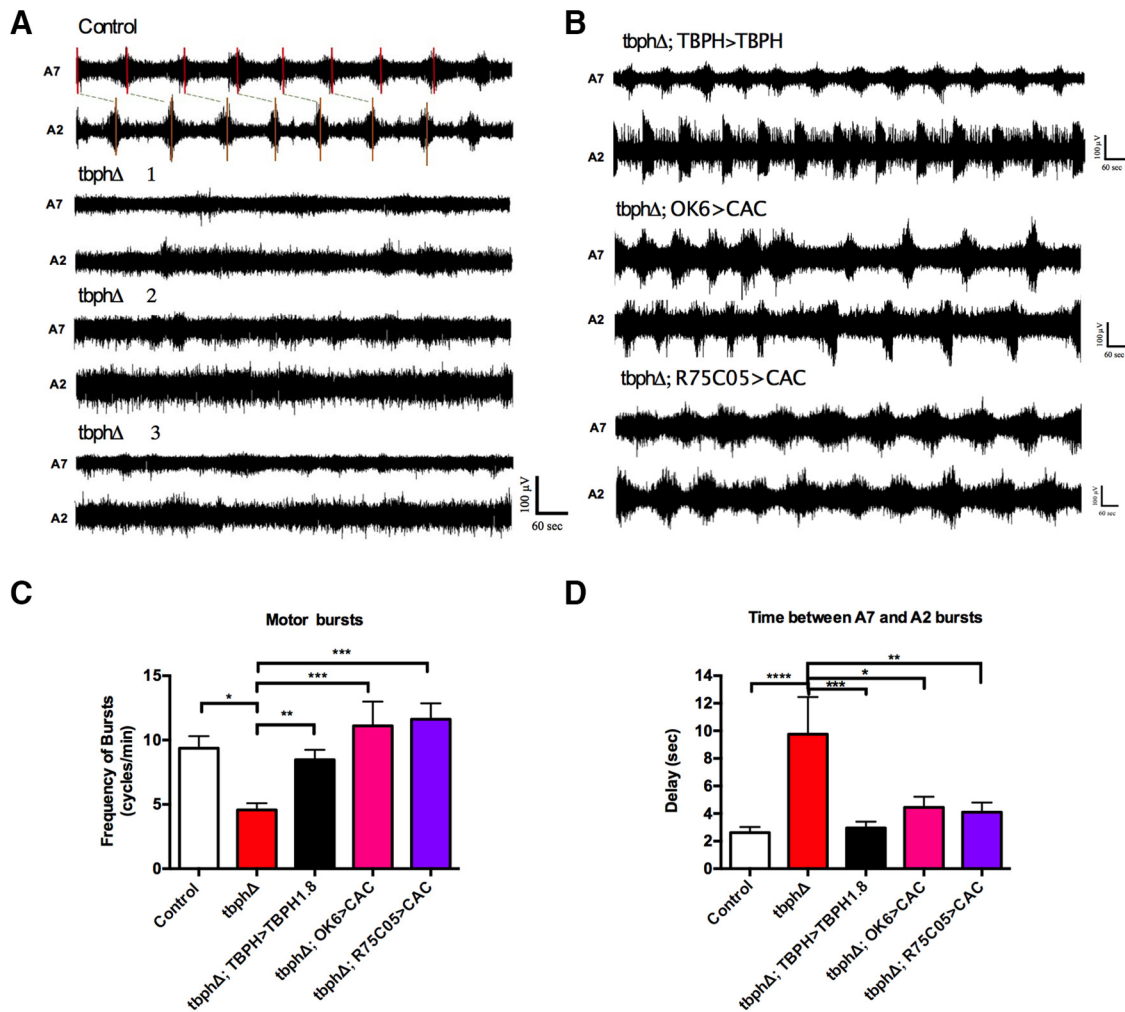 A
Control
A7
A2
tbphΔ 1
A7
A2
tbphΔ 2
A7
A2
tbphΔ 3
A7
A2
100 µV
60 sec
B
tbphΔ; TBPH>TBPH
A7
A2
100 µV
60 sec
tbphΔ; OK6>CAC
A7
A2
100 µV
60 sec
tbphΔ; R75C05>CAC
A7
A2
100 µV
60 sec
C
Motor bursts
***
***
*
**
15
10
5
0
Frequency of Bursts
(cycles/min)
Control
tbphΔ
tbphΔ; TBPH>TBPH1.8
tbphΔ; OK6>CAC
tbphΔ; R75C05>CAC
D
Time between A7 and A2 bursts
**
*
****
***
14
12
10
8
6
4
2
0
Delay (sec)
Control
tbphΔ
tbphΔ; TBPH>TBPH1.8
tbphΔ; OK6>CAC
tbphΔ; R75C05>CAC